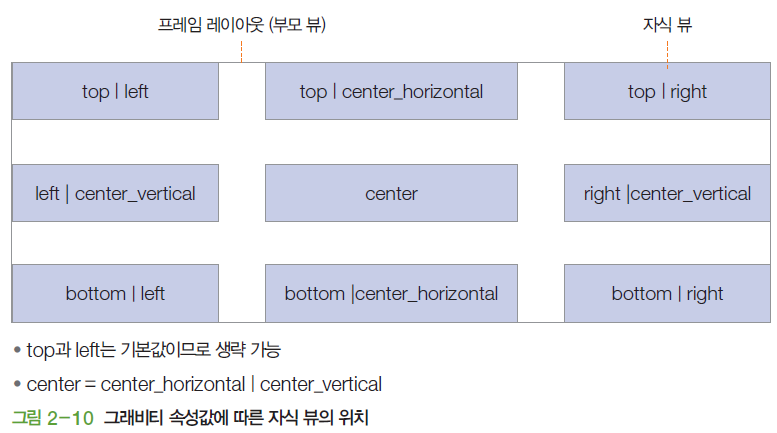 프레임 레이아웃 (부모 뷰) 자식 뷰
top | left top | center_horizontal top | right
left | center_vertical center right |center_vertical
bottom | left bottom |center_horizontal bottom | right
• top과 left는 기본값이므로 생략 가능
• center = center_horizontal | center_vertical
그림 2-10 그래비티 속성값에 따른 자식 뷰의 위치